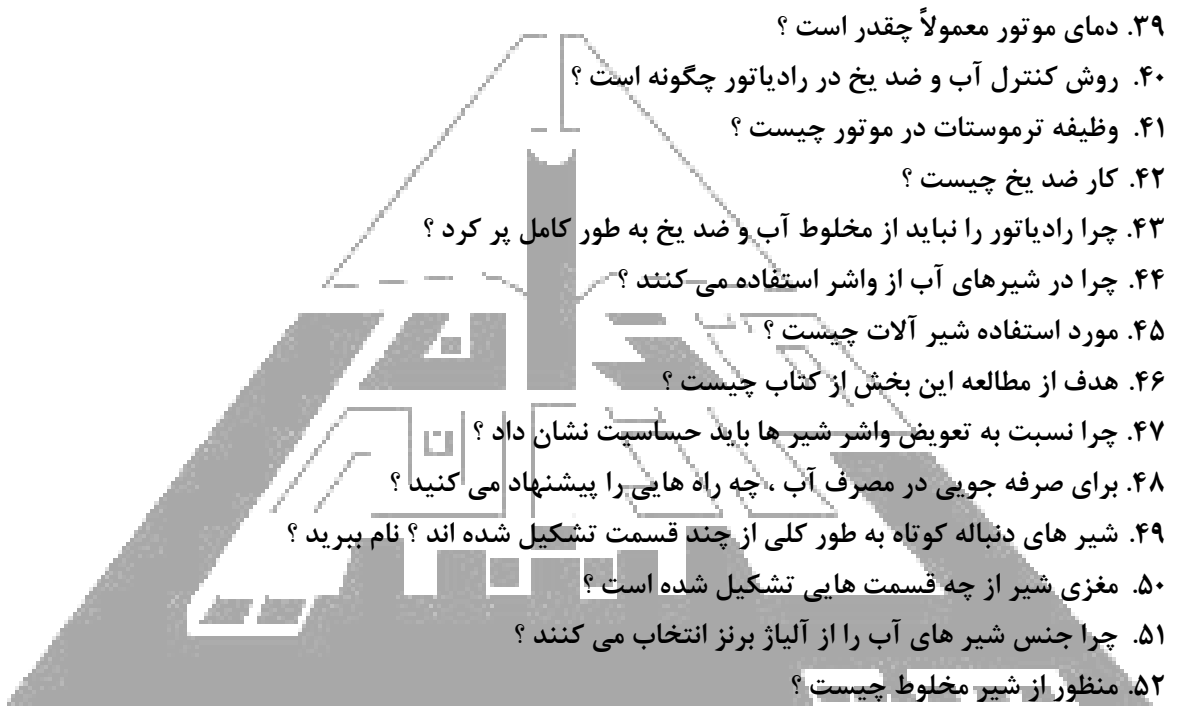 ۳۹. دمای موتور معمولاً چقدر است ؟
۴۰. روش کنترل آب و ضد یخ در رادیاتور چگونه است ؟
۴۱. وظیفه ترموستات در موتور چیست ؟
۴۲. کار ضد یخ چیست ؟
۴۳. چرا رادیاتور را نباید از مخلوط آب و ضد یخ به طور کامل پر کرد ؟
۴۴. چرا در شیرهای آب از واشر استفاده می کنند ؟
۴۵. مورد استفاده شیر آلات چیست ؟
۴۶. هدف از مطالعه این بخش از کتاب چیست ؟
۴۷. چرا نسبت به تعویض واشر شیر ها باید حساسیت نشان داد ؟
۴۸. برای صرفه جویی در مصرف آب ، چه راه هایی را پیشنهاد می کنید ؟
۴۹. شیر های دنباله کوتاه به طور کلی از چند قسمت تشکیل شده اند ؟ نام ببرید ؟
۵۰. مغزی شیر از چه قسمت هایی تشکیل شده است ؟
۵۱. چرا جنس شیر های آب را از آلیاژ برنز انتخاب می کنند ؟
۵۲. منظور از شیر مخلوط چیست ؟